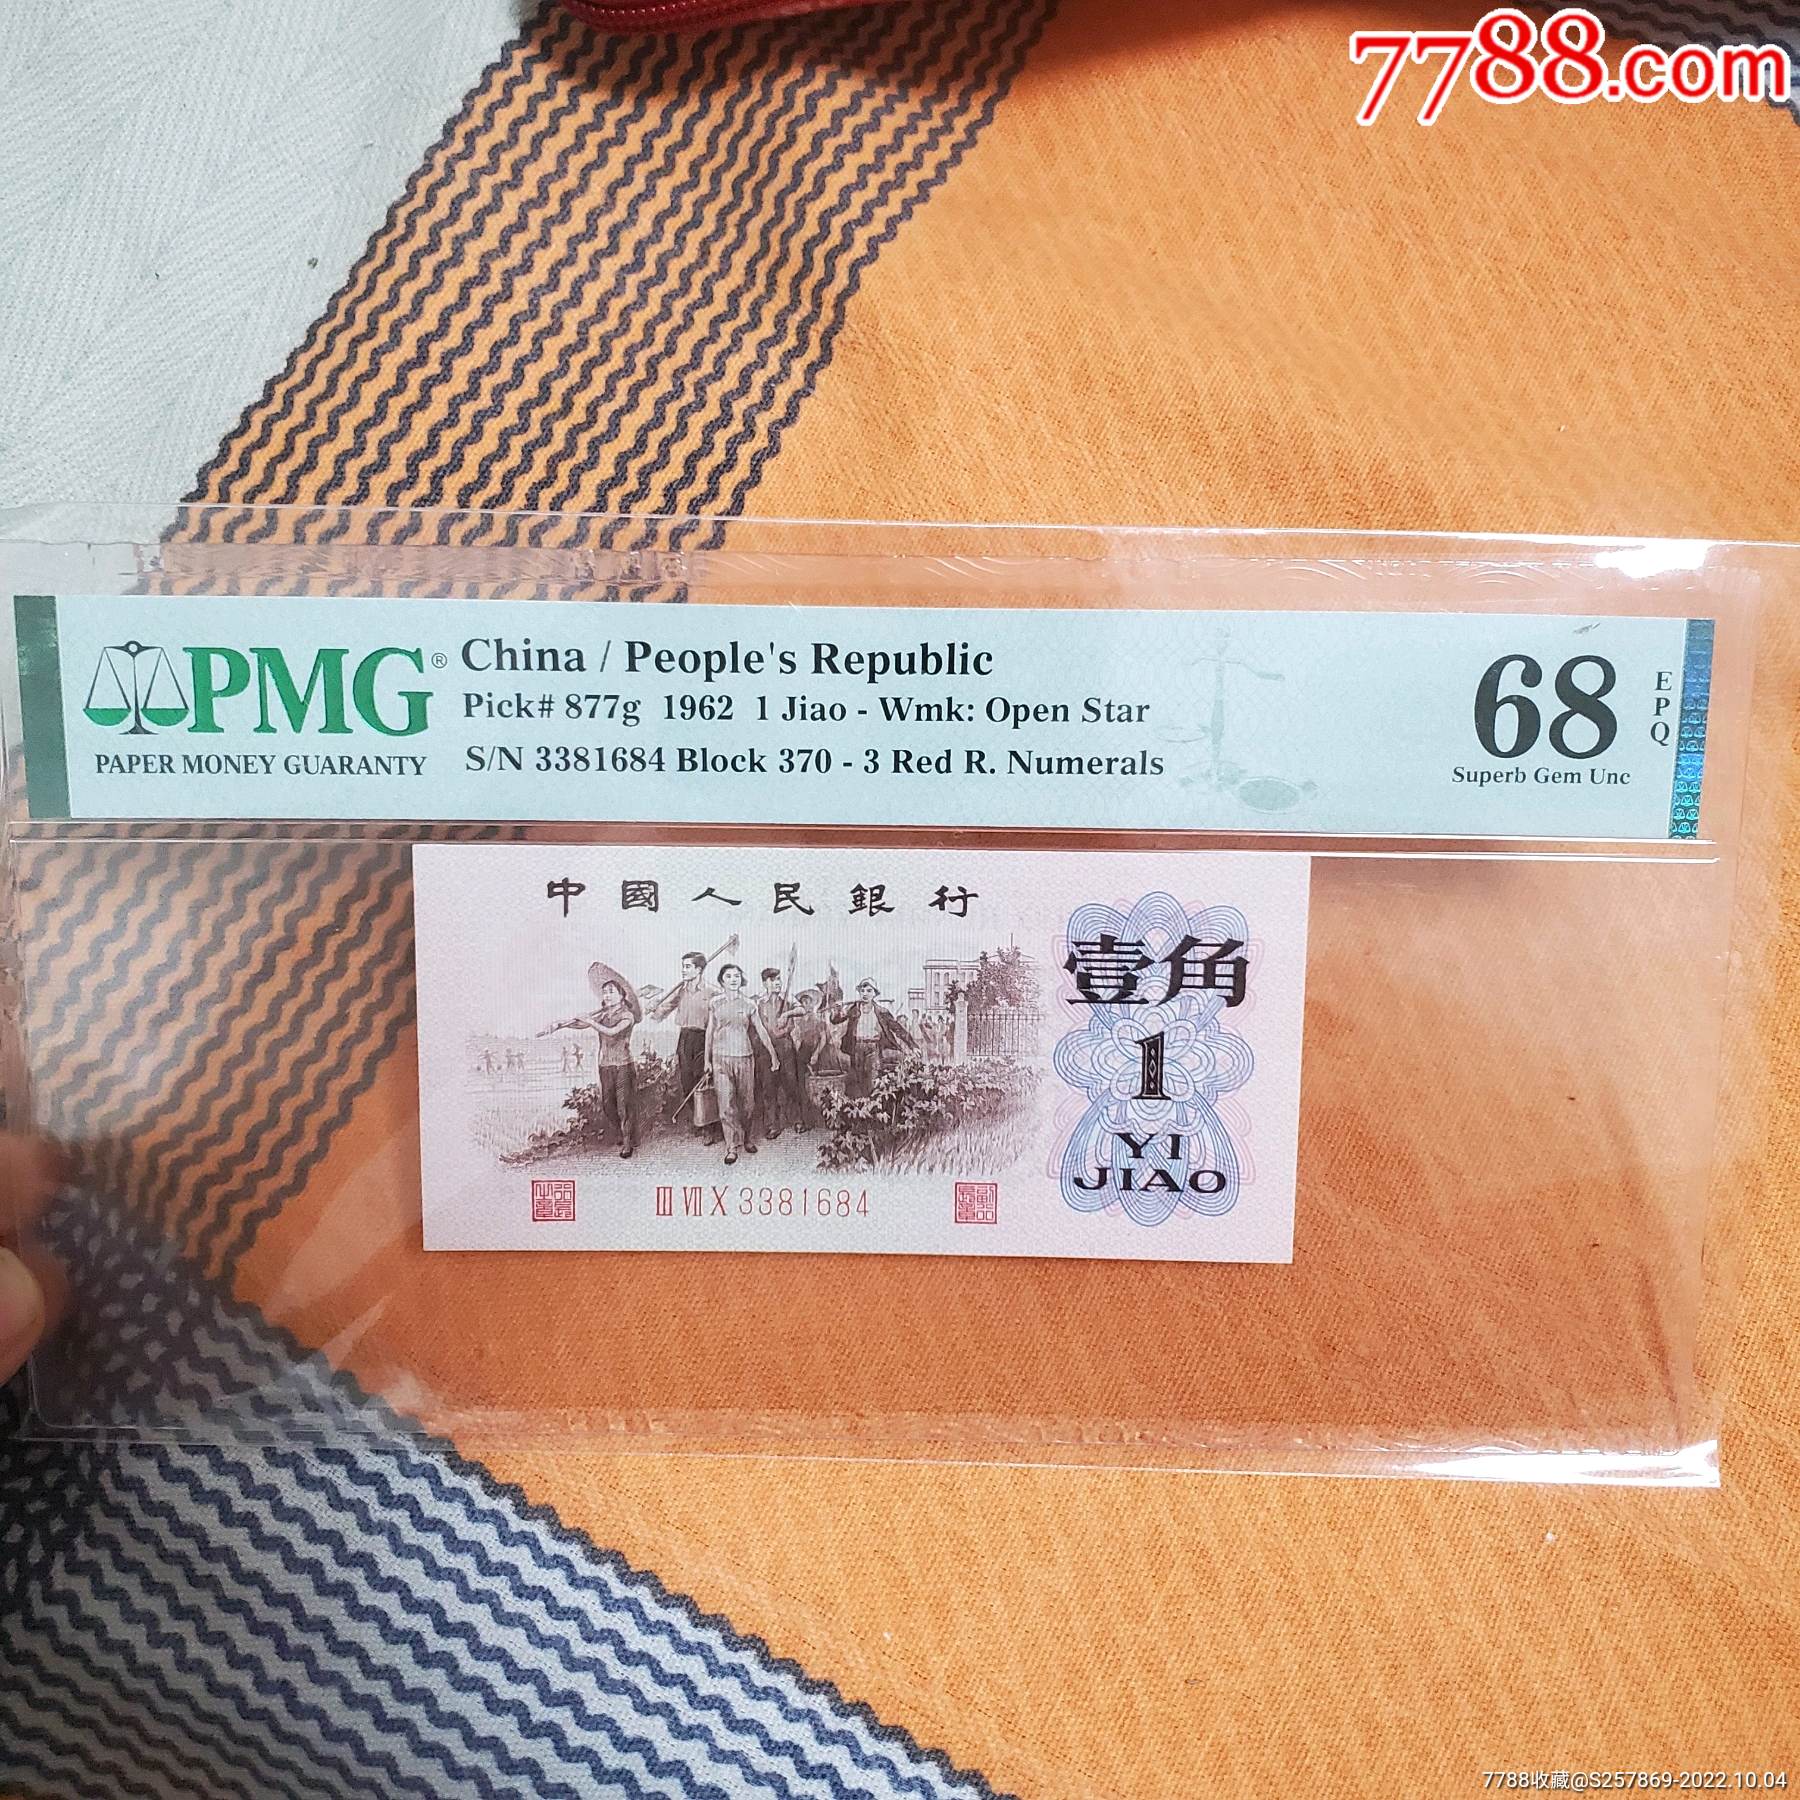 7788.com
PMG® China / People's Republic
Pick# 877g 1962 1 Jiao - Wmk: Open Star
PAPER MONEY GUARANTY S/N 3381684 Block 370 - 3 Red R. Numerals
68 EPQ
Superb Gem Unc
中國人民銀行
壹角
1
YI
JIAO
III VII X 3381684
7788收藏@S257869-2022.10.04